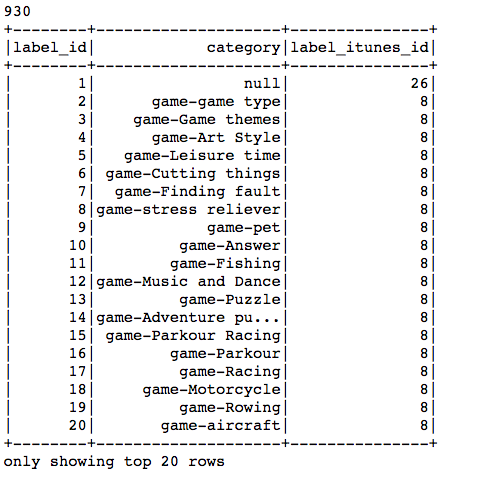 930
+--------+--------------------+---------------+
|label_id|            category|label_itunes_id|
+--------+--------------------+---------------+
|       1|                null|             26|
|       2|      game-game type|              8|
|       3|    game-Game themes|              8|
|       4|      game-Art Style|              8|
|       5|   game-Leisure time|              8|
|       6| game-Cutting things|              8|
|       7|  game-Finding fault|              8|
|       8|game-stress reliever|              8|
|       9|            game-pet|              8|
|      10|         game-Answer|              8|
|      11|        game-Fishing|              8|
|      12|game-Music and Dance|              8|
|      13|         game-Puzzle|              8|
|      14|game-Adventure pu...|              8|
|      15| game-Parkour Racing|              8|
|      16|        game-Parkour|              8|
|      17|         game-Racing|              8|
|      18|     game-Motorcycle|              8|
|      19|         game-Rowing|              8|
|      20|       game-aircraft|              8|
+--------+--------------------+---------------+
only showing top 20 rows